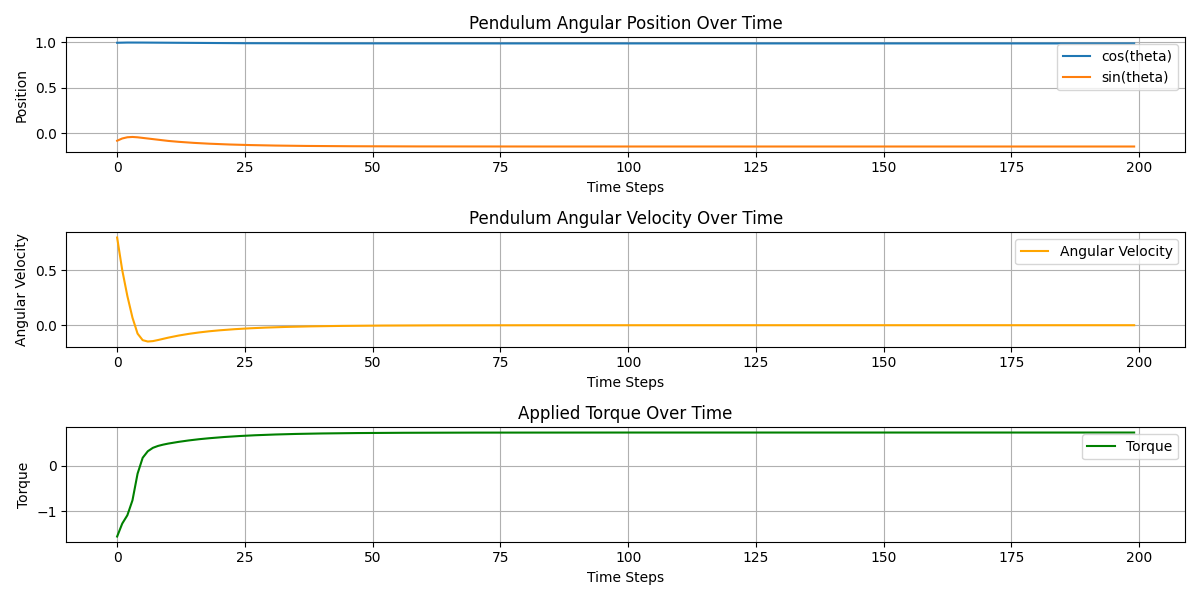 Pendulum Angular Position Over Time
Position
1.0
0.5
0.0
cos(theta)
sin(theta)
0 25 50 75 100 125 150 175 200
Time Steps
Pendulum Angular Velocity Over Time
Angular Velocity
0.5
0.0
Angular Velocity
0 25 50 75 100 125 150 175 200
Time Steps
Applied Torque Over Time
Torque
0
−1
Torque
0 25 50 75 100 125 150 175 200
Time Steps